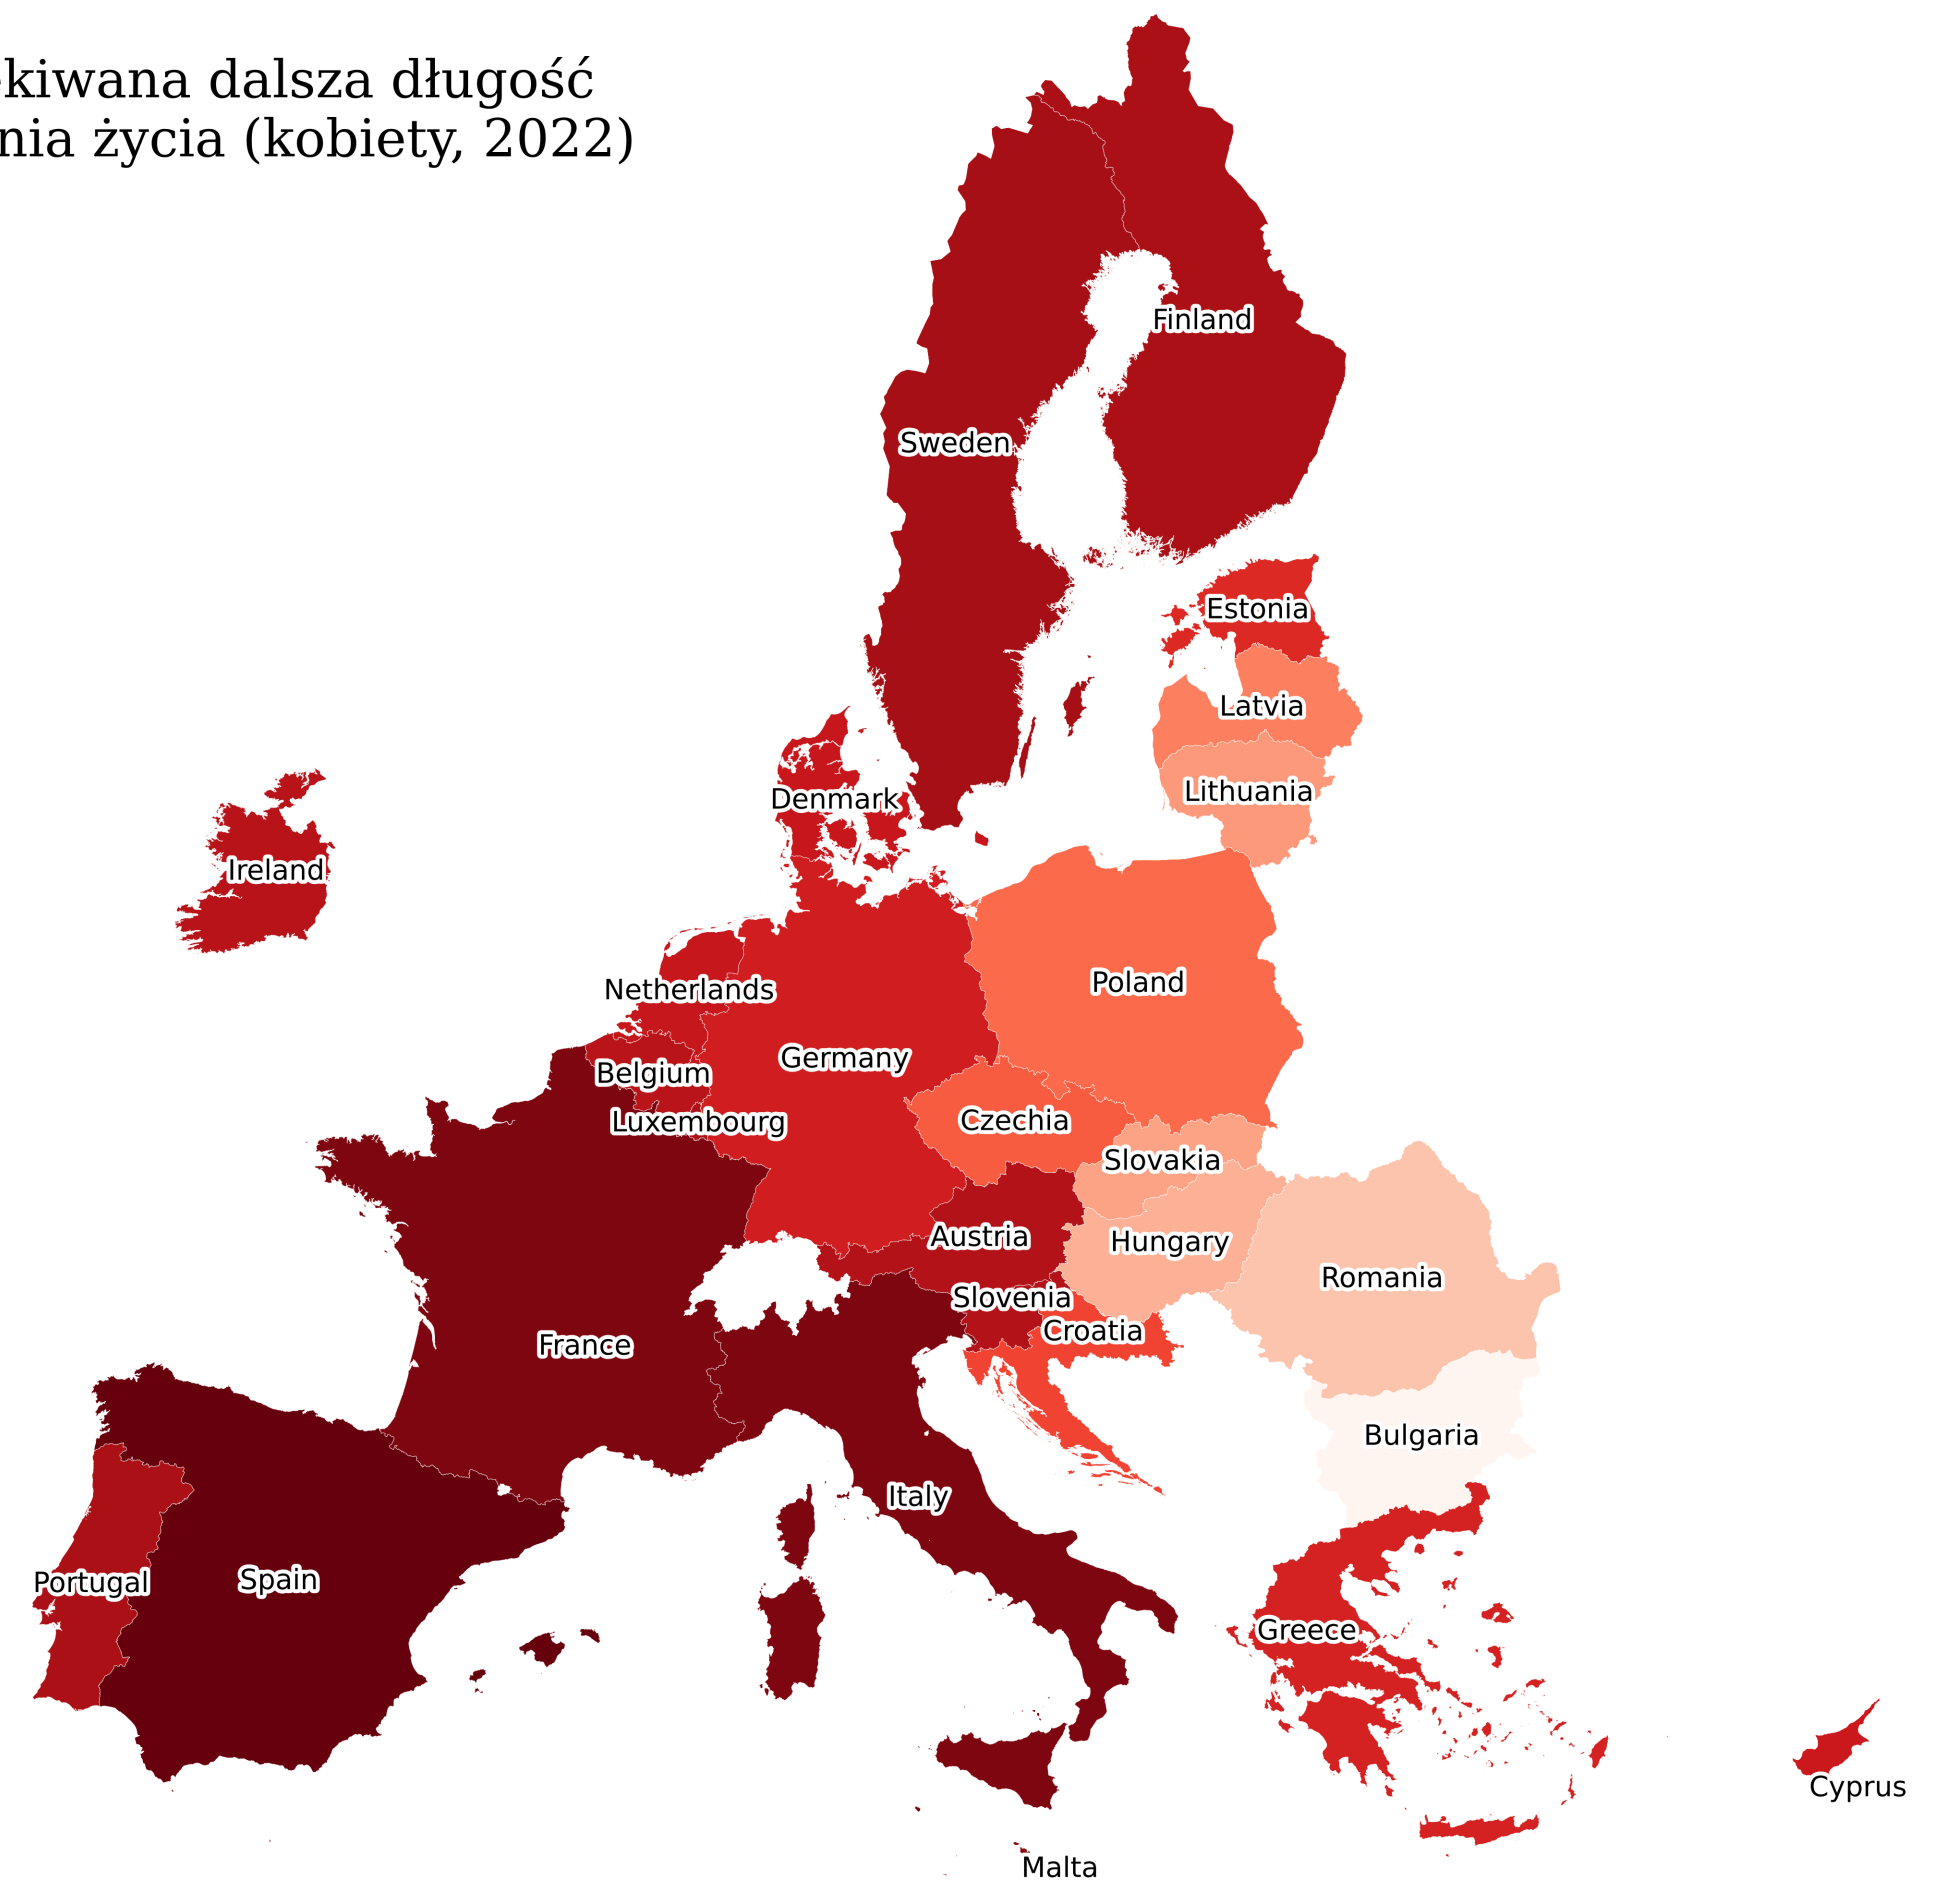 kiwana dalsza długość
nia życia (kobiety, 2022)
Finland
Sweden
Estonia
Latvia
Lithuania
Denmark
Ireland
Poland
Netherlands
Germany
Belgium
Czechia
Luxembourg
Slovakia
Austria
Hungary
Romania
Slovenia
Croatia
France
Bulgaria
Italy
Portugal
Spain
Greece
Cyprus
Malta